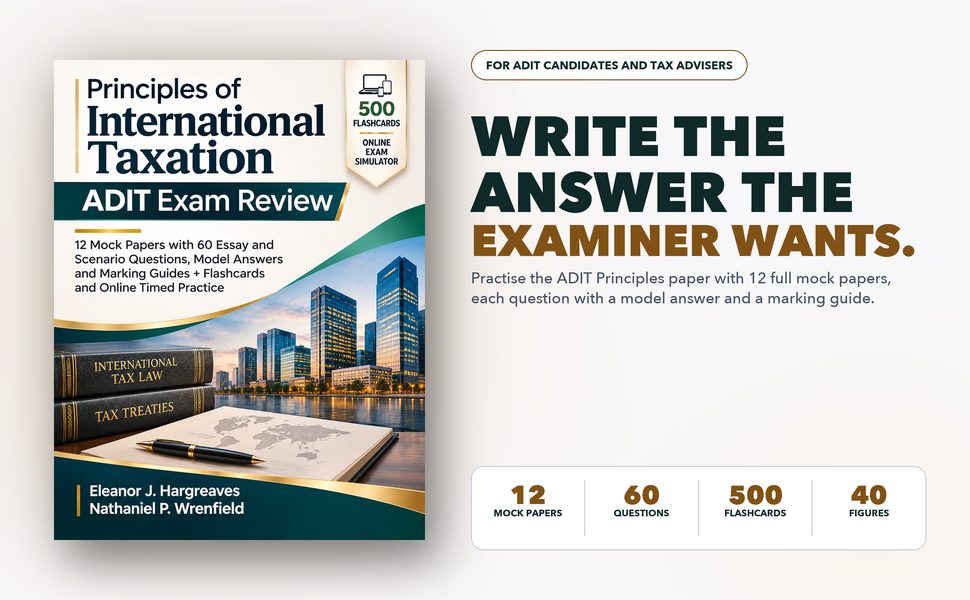 Principles of
International
Taxation
ADIT Exam Review
500
FLASHCARDS
ONLINE
EXAM
SIMULATOR
12 Mock Papers with 60 Essay and
Scenario Questions, Model Answers
and Marking Guides + Flashcards
and Online Timed Practice
INTERNATIONAL
TAX LAW
TAX TREATIES
Eleanor J. Hargreaves
Nathaniel P. Wrenfield
FOR ADIT CANDIDATES AND TAX ADVISERS
WRITE THE
ANSWER THE
EXAMINER WANTS.
Practise the ADIT Principles paper with 12 full mock papers,
each question with a model answer and a marking guide.
12
MOCK PAPERS
60
QUESTIONS
500
FLASHCARDS
40
FIGURES